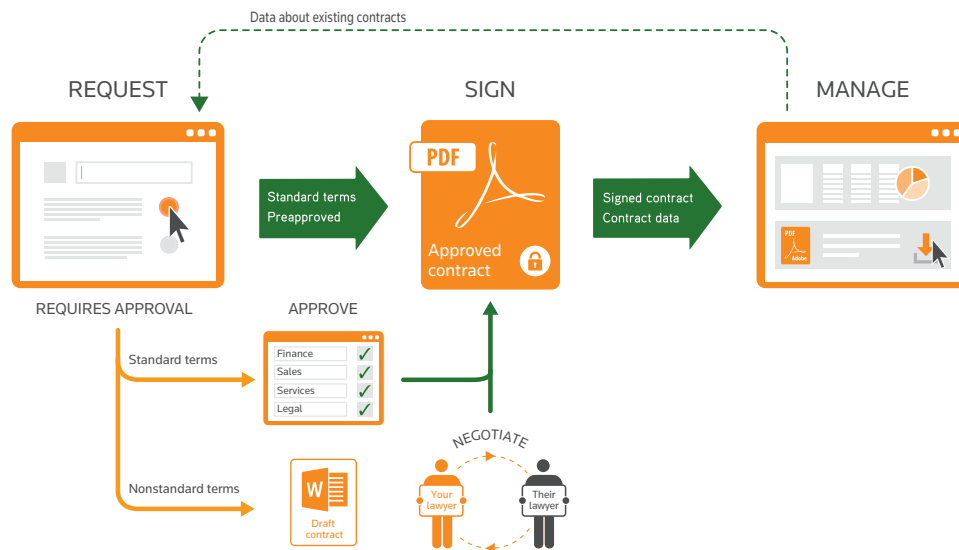 Data about existing contracts
REQUEST
SIGN
MANAGE
Standard terms
Preapproved
PDF
Approved
contract
Signed contract
Contract data
PDF
Adobe
REQUIRES APPROVAL
APPROVE
Standard terms
Finance
Sales
Services
Legal
Nonstandard terms
W
Draft
contract
NEGOTIATE
Your
lawyer
Their
lawyer